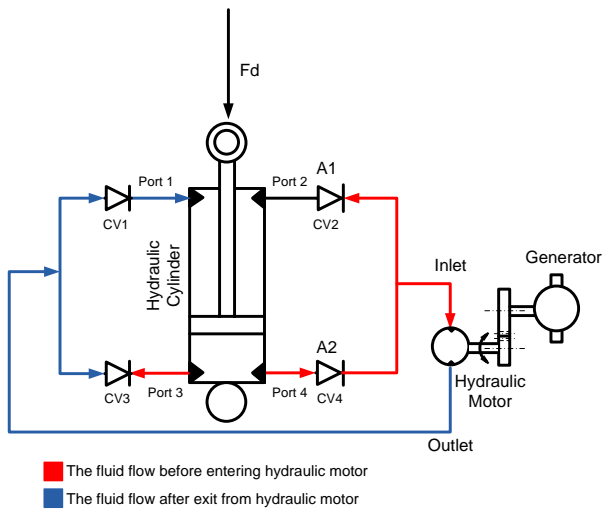 Fd
A1
Port 1
Port 2
CV1
CV2
Hydraulic
Cylinder
Generator
Inlet
A2
Port 3
Port 4
CV3
CV4
Hydraulic
Motor
Outlet
The fluid flow before entering hydraulic motor
The fluid flow after exit from hydraulic motor